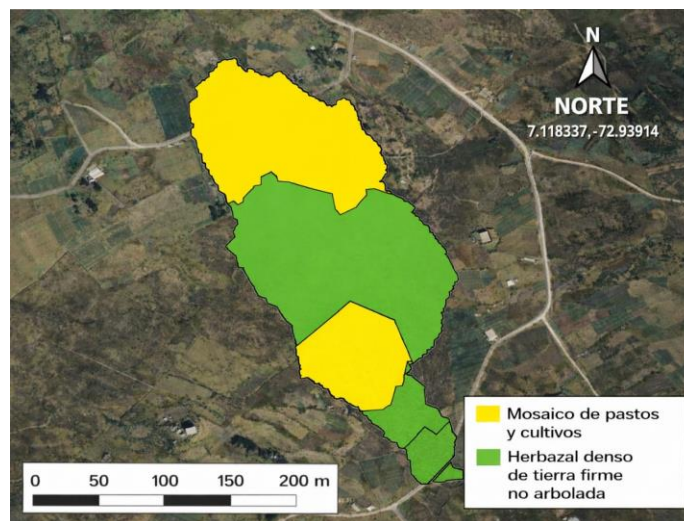 N
NORTE
7.118337,-72.93914
Mosaico de pastos
y cultivos
Herbazal denso
de tierra firme
no arbolada
0 50 100 150 200 m